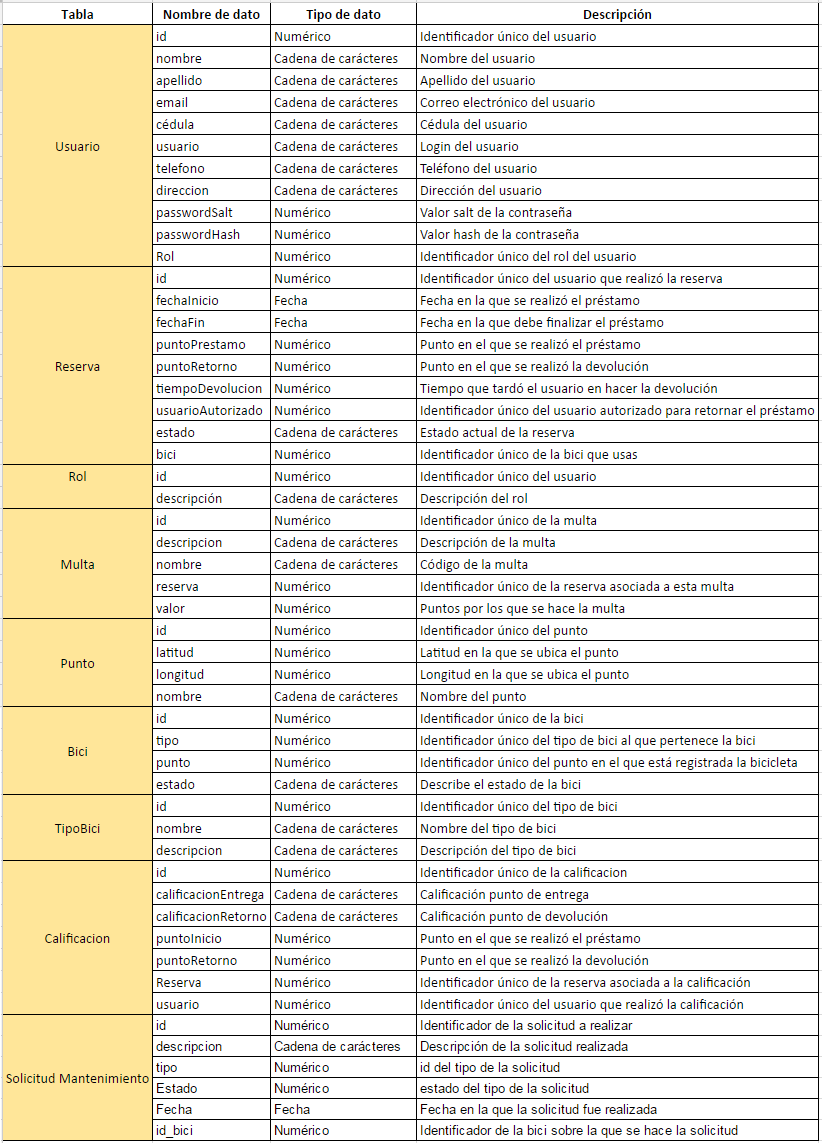 Tabla Nombre de dato Tipo de dato Descripción
Usuario
id Numérico Identificador único del usuario
nombre Cadena de carácteres Nombre del usuario
apellido Cadena de carácteres Apellido del usuario
email Cadena de carácteres Correo electrónico del usuario
cédula Cadena de carácteres Cédula del usuario
usuario Cadena de carácteres Login del usuario
telefono Cadena de carácteres Teléfono del usuario
direccion Cadena de carácteres Dirección del usuario
passwordSalt Numérico Valor salt de la contraseña
passwordHash Numérico Valor hash de la contraseña
Rol Numérico Identificador único del rol del usuario
Reserva
id Numérico Identificador único del usuario que realizó la reserva
fechaInicio Fecha Fecha en la que se realizó el préstamo
fechaFin Fecha Fecha en la que debe finalizar el préstamo
puntoPrestamo Numérico Punto en el que se realizó el préstamo
puntoRetorno Numérico Punto en el que se realizó la devolución
tiempoDevolucion Numérico Tiempo que tardó el usuario en hacer la devolución
usuarioAutorizado Numérico Identificador único del usuario autorizado para retornar el préstamo
estado Cadena de carácteres Estado actual de la reserva
bici Numérico Identificador único de la bici que usas
Rol
id Numérico Identificador único del usuario
descripción Cadena de carácteres Descripción del rol
Multa
id Numérico Identificador único de la multa
descripcion Cadena de carácteres Descripción de la multa
nombre Cadena de carácteres Código de la multa
reserva Numérico Identificador único de la reserva asociada a esta multa
valor Numérico Puntos por los que se hace la multa
Punto
id Numérico Identificador único del punto
latitud Numérico Latitud en la que se ubica el punto
longitud Numérico Longitud en la que se ubica el punto
nombre Cadena de carácteres Nombre del punto
Bici
id Numérico Identificador único de la bici
tipo Numérico Identificador único del tipo de bici al que pertenece la bici
punto Numérico Identificador único del punto en el que está registrada la bicicleta
estado Cadena de carácteres Describe el estado de la bici
TipoBici
id Numérico Identificador único del tipo de bici
nombre Cadena de carácteres Nombre del tipo de bici
descripcion Cadena de carácteres Descripción del tipo de bici
Calificacion
id Numérico Identificador único de la calificacion
calificacionEntrega Cadena de carácteres Calificación punto de entrega
calificacionRetorno Cadena de carácteres Calificación punto de devolución
puntoInicio Numérico Punto en el que se realizó el préstamo
puntoRetorno Numérico Punto en el que se realizó la devolución
Reserva Numérico Identificador único de la reserva asociada a la calificación
usuario Numérico Identificador único del usuario que realizó la calificación
Solicitud Mantenimiento
id Numérico Identificador de la solicitud a realizar
descripcion Cadena de carácteres Descripción de la solicitud realizada
tipo Numérico id del tipo de la solicitud
Estado Numérico estado del tipo de la solicitud
Fecha Fecha Fecha en la que la solicitud fue realizada
id_bici Numérico Identificador de la bici sobre la que se hace la solicitud